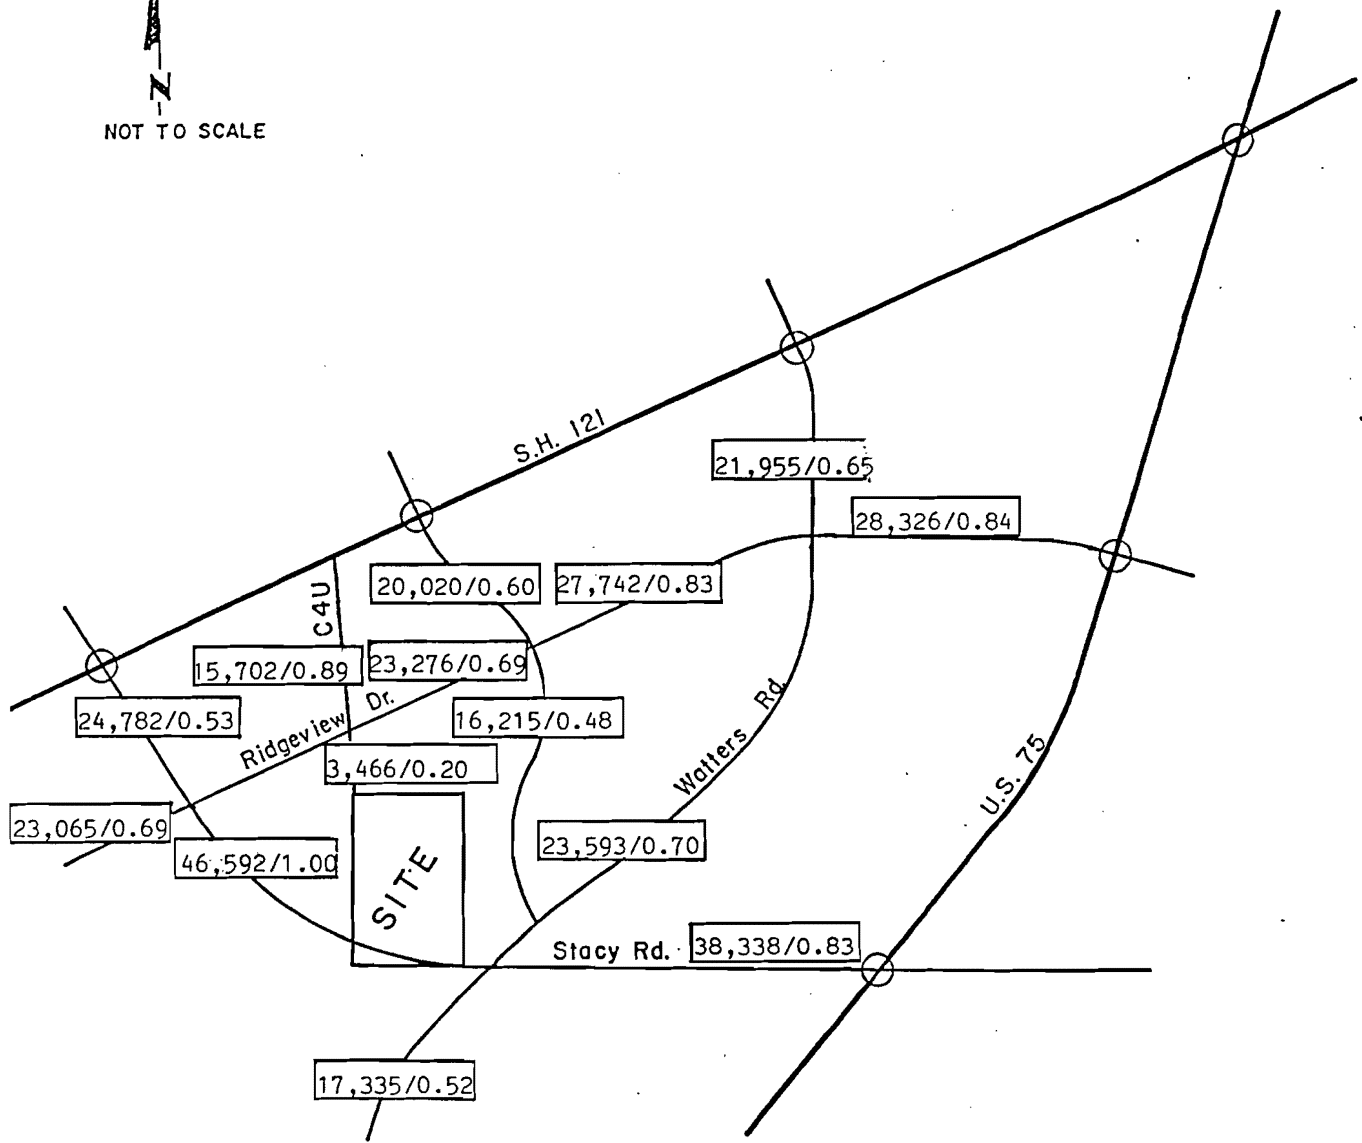 N
NOT TO SCALE
S.H. 121
21,955/0.65
28,326/0.84
C4U
20,020/0.60
27,742/0.83
15,702/0.89
23,276/0.69
24,782/0.53
Ridgeview Dr.
16,215/0.48
3,466/0.20
Watters Rd.
U.S. 75
23,065/0.69
46,592/1.00
23,593/0.70
SITE
Stacy Rd.
38,338/0.83
17,335/0.52